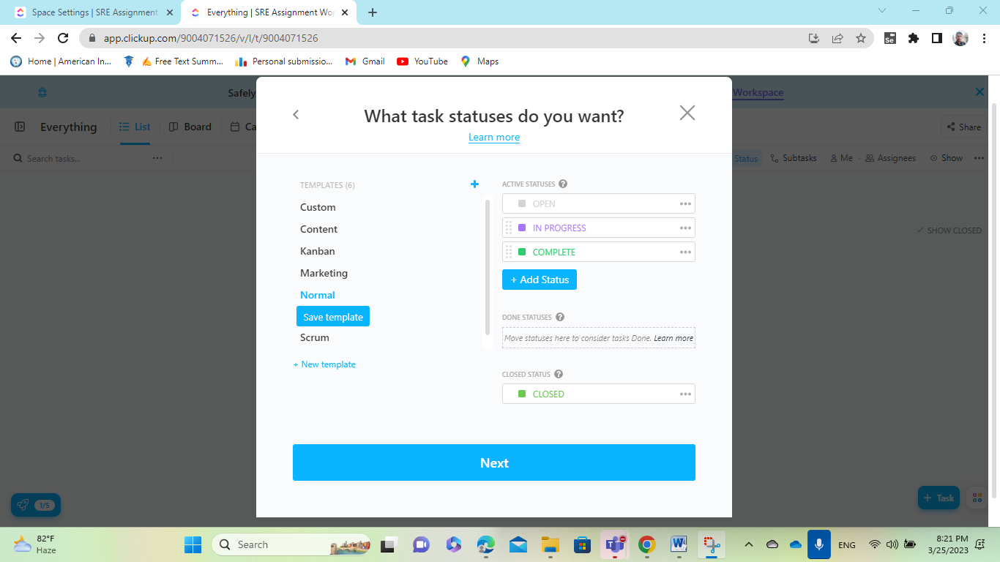 Space Settings | SRE Assignment
Everything | SRE Assignment Wor
app.clickup.com/9004071526/v/l/t/9004071526
Home | American In...
Free Text Summ...
Personal submissio...
Gmail
YouTube
Maps
Safely
Workspace
Everything
List
Board
Ca
Share
Search tasks...
Status
Subtasks
Me
Assignees
Show
SHOW CLOSED
What task statuses do you want?
Learn more
TEMPLATES (6)
Custom
Content
Kanban
Marketing
Normal
Save template
Scrum
+ New template
ACTIVE STATUSES
OPEN
IN PROGRESS
COMPLETE
+ Add Status
DONE STATUSES
Move statuses here to consider tasks Done. Learn more
CLOSED STATUS
CLOSED
Next
1/5
+ Task
82°F
Haze
Search
ENG
8:21 PM
3/25/2023